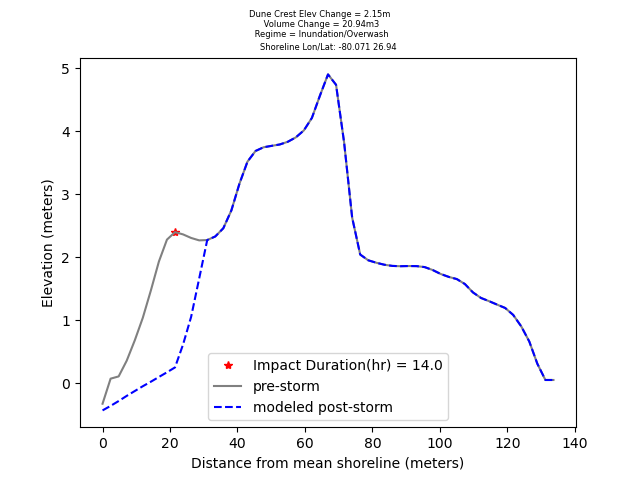 Dune Crest Elev Change = 2.15m
Volume Change = 20.94m3
Regime = Inundation/Overwash
Shoreline Lon/Lat: -80.071 26.94
5
4
3
2
1
0
Elevation (meters)
Impact Duration(hr) = 14.0
pre-storm
modeled post-storm
0 20 40 60 80 100 120 140
Distance from mean shoreline (meters)